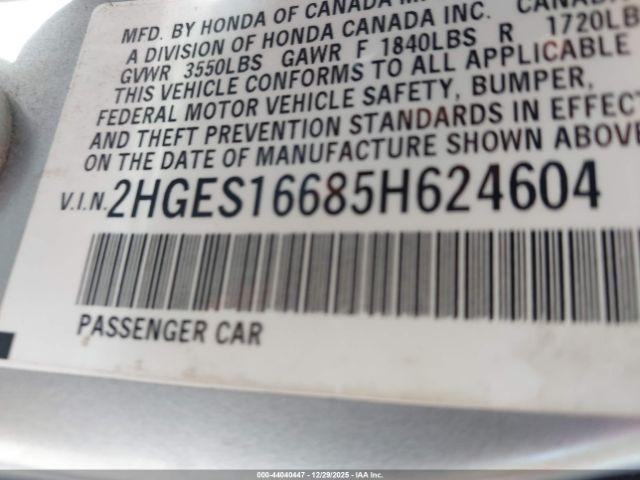 MFD. BY HONDA OF CANADA
A DIVISION OF HONDA CANADA INC. CANADA
GVWR 3550LBS GAWR F 1840LBS R 1720LBS
THIS VEHICLE CONFORMS TO ALL APPLICABLE
FEDERAL MOTOR VEHICLE SAFETY, BUMPER,
AND THEFT PREVENTION STANDARDS IN EFFECT
ON THE DATE OF MANUFACTURE SHOWN ABOVE
V.I.N. 2HGES16685H624604
PASSENGER CAR
000-44040447 - 12/29/2025 - IAA Inc.